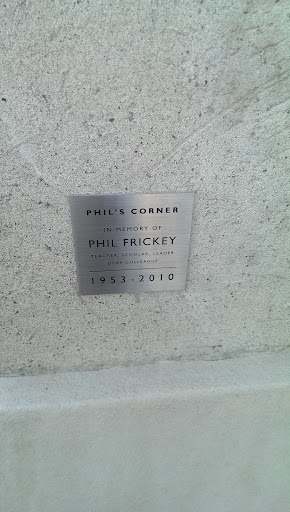 PHIL'S CORNER
IN MEMORY OF
PHIL FRICKEY
TEACHER, SCHOLAR, LEADER
DEAR COLLEAGUE
1953-2010